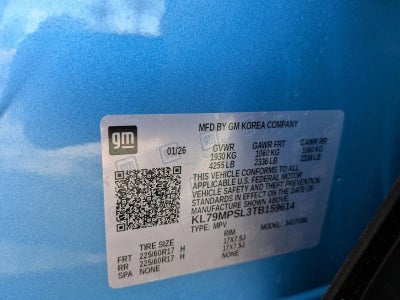 gm
MFD BY GM KOREA COMPANY
01/26 GVWR GAWR FRT GAWR RR
1930 KG 1060 KG 1060 KG
4255 LB 2336 LB 2336 LB
THIS VEHICLE CONFORMS TO ALL
APPLICABLE U.S. FEDERAL MOTOR
VEHICLE SAFETY AND THEFT PREVENTION
STANDARDS IN EFFECT ON THE DATE OF
MANUFACTURE SHOWN ABOVE.
KL79MPSL3TB159614
TYPE: MPV MODEL:
TIRE SIZE RIM
FRT 225/60R17 H 17X7.5J
RR 225/60R17 H 17X7.5J
SPA NONE NONE